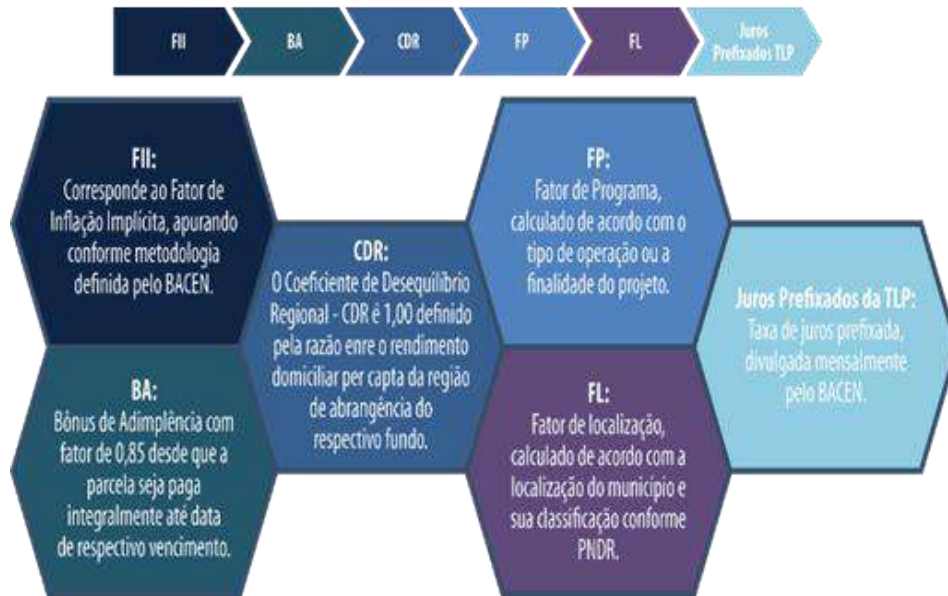 FII
BA
CDR
FP
FL
Juros
Prefixados TLP
FII:
Corresponde ao Fator de
Inflação Implícita, apurando
conforme metodologia
definida pelo BACEN.
BA:
Bônus de Adimplência com
fator de 0,85 desde que a
parcela seja paga
integralmente até data
de respectivo vencimento.
CDR:
O Coeficiente de Desequilíbrio
Regional - CDR é 1,00 definido
pela razão enre o rendimento
domiciliar per capta da região
de abrangência do
respectivo fundo.
FP:
Fator de Programa,
calculado de acordo com o
tipo de operação ou a
finalidade do projeto.
FL:
Fator de localização,
calculado de acordo com a
localização do município e
sua classificação conforme
PNDR.
Juros Prefixados da TLP:
Taxa de juros prefixada,
divulgada mensalmente
pelo BACEN.